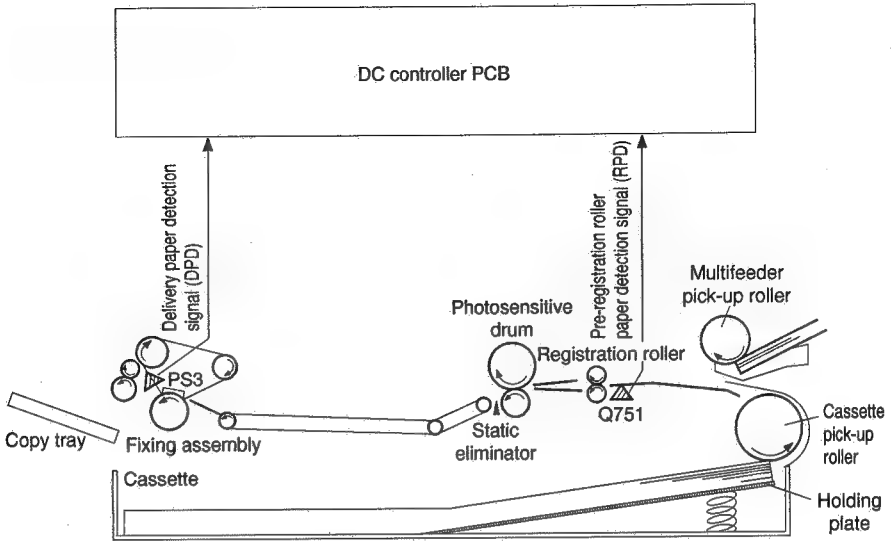 DC controller PCB
Delivery paper detection
signal (DPD)
Pre-registration roller
paper detection signal (RPD)
Multifeeder
pick-up roller
Photosensitive
drum
Registration roller
PS3
Q751
Copy tray
Fixing assembly
Static
eliminator
Cassette
pick-up
roller
Cassette
Holding
plate